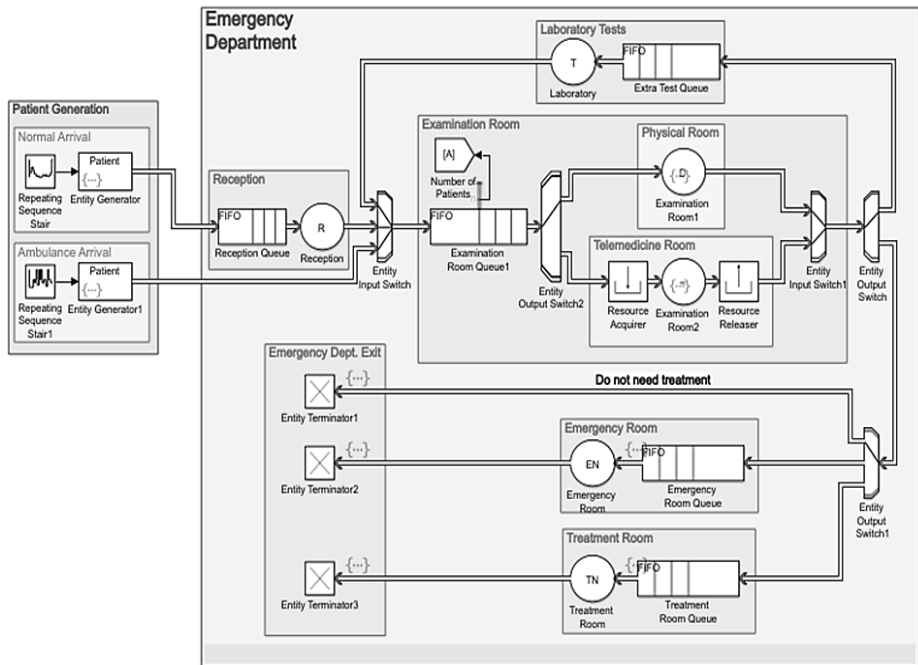 Emergency
Department
Laboratory Tests
FIFO
T
Laboratory
Extra Test Queue
Patient Generation
Normal Arrival
Patient
{...}
Repeating
Sequence
Stair
Entity Generator
Ambulance Arrival
Patient
{...}
Repeating
Sequence
Stair1
Entity Generator1
Reception
FIFO
R
Reception Queue
Reception
Entity
Input Switch
Examination Room
[A]
Number of
Patients
FIFO
Examination
Room Queue1
Entity
Output Switch2
Physical Room
D
Examination
Room1
Telemedicine Room
Resource
Acquirer
Examination
Room2
Resource
Releaser
Entity
Input Switch1
Entity
Output
Switch
Emergency Dept. Exit
{...}
Entity Terminator1
Do not need treatment
{...}
Entity Terminator2
Emergency Room
EN
{...}
FIFO
Emergency
Room
Emergency
Room Queue
Entity
Output
Switch1
{...}
Entity Terminator3
Treatment Room
TN
{...}
FIFO
Treatment
Room
Treatment
Room Queue